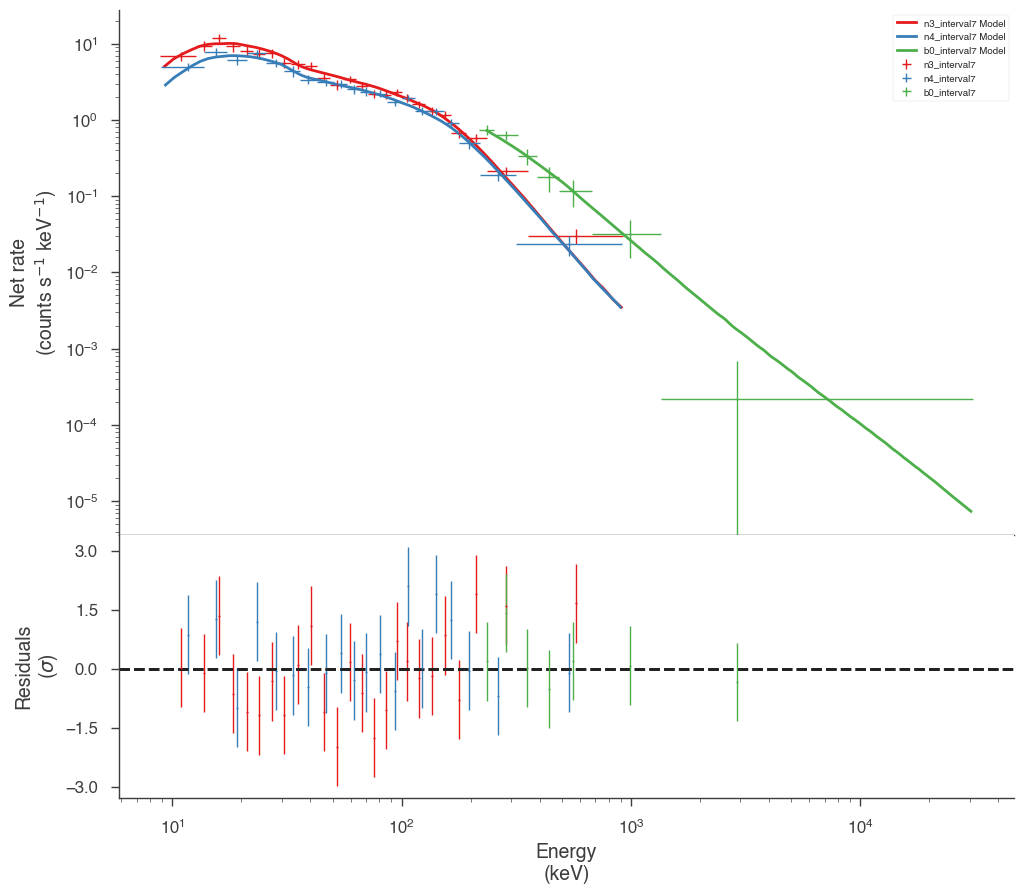 n3_interval7 Model
n4_interval7 Model
b0_interval7 Model
n3_interval7
n4_interval7
b0_interval7
10¹
10⁰
10⁻¹
10⁻²
10⁻³
10⁻⁴
10⁻⁵
Net rate
(counts s⁻¹ keV⁻¹)
3.0
1.5
0.0
−1.5
−3.0
Residuals
(σ)
10¹ 10² 10³ 10⁴
Energy
(keV)